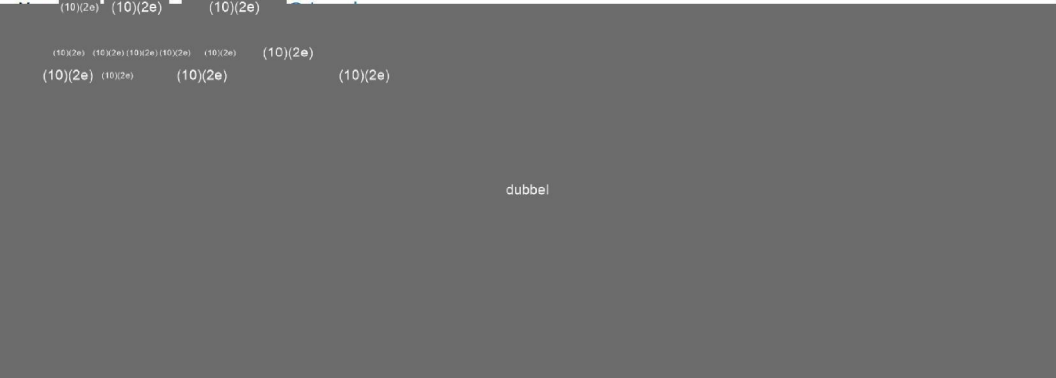 (10)(2e) (10)(2e) (10)(2e)
(10)(2e) (10)(2e) (10)(2e) (10)(2e) (10)(2e) (10)(2e)
(10)(2e) (10)(2e) (10)(2e) (10)(2e)
dubbel